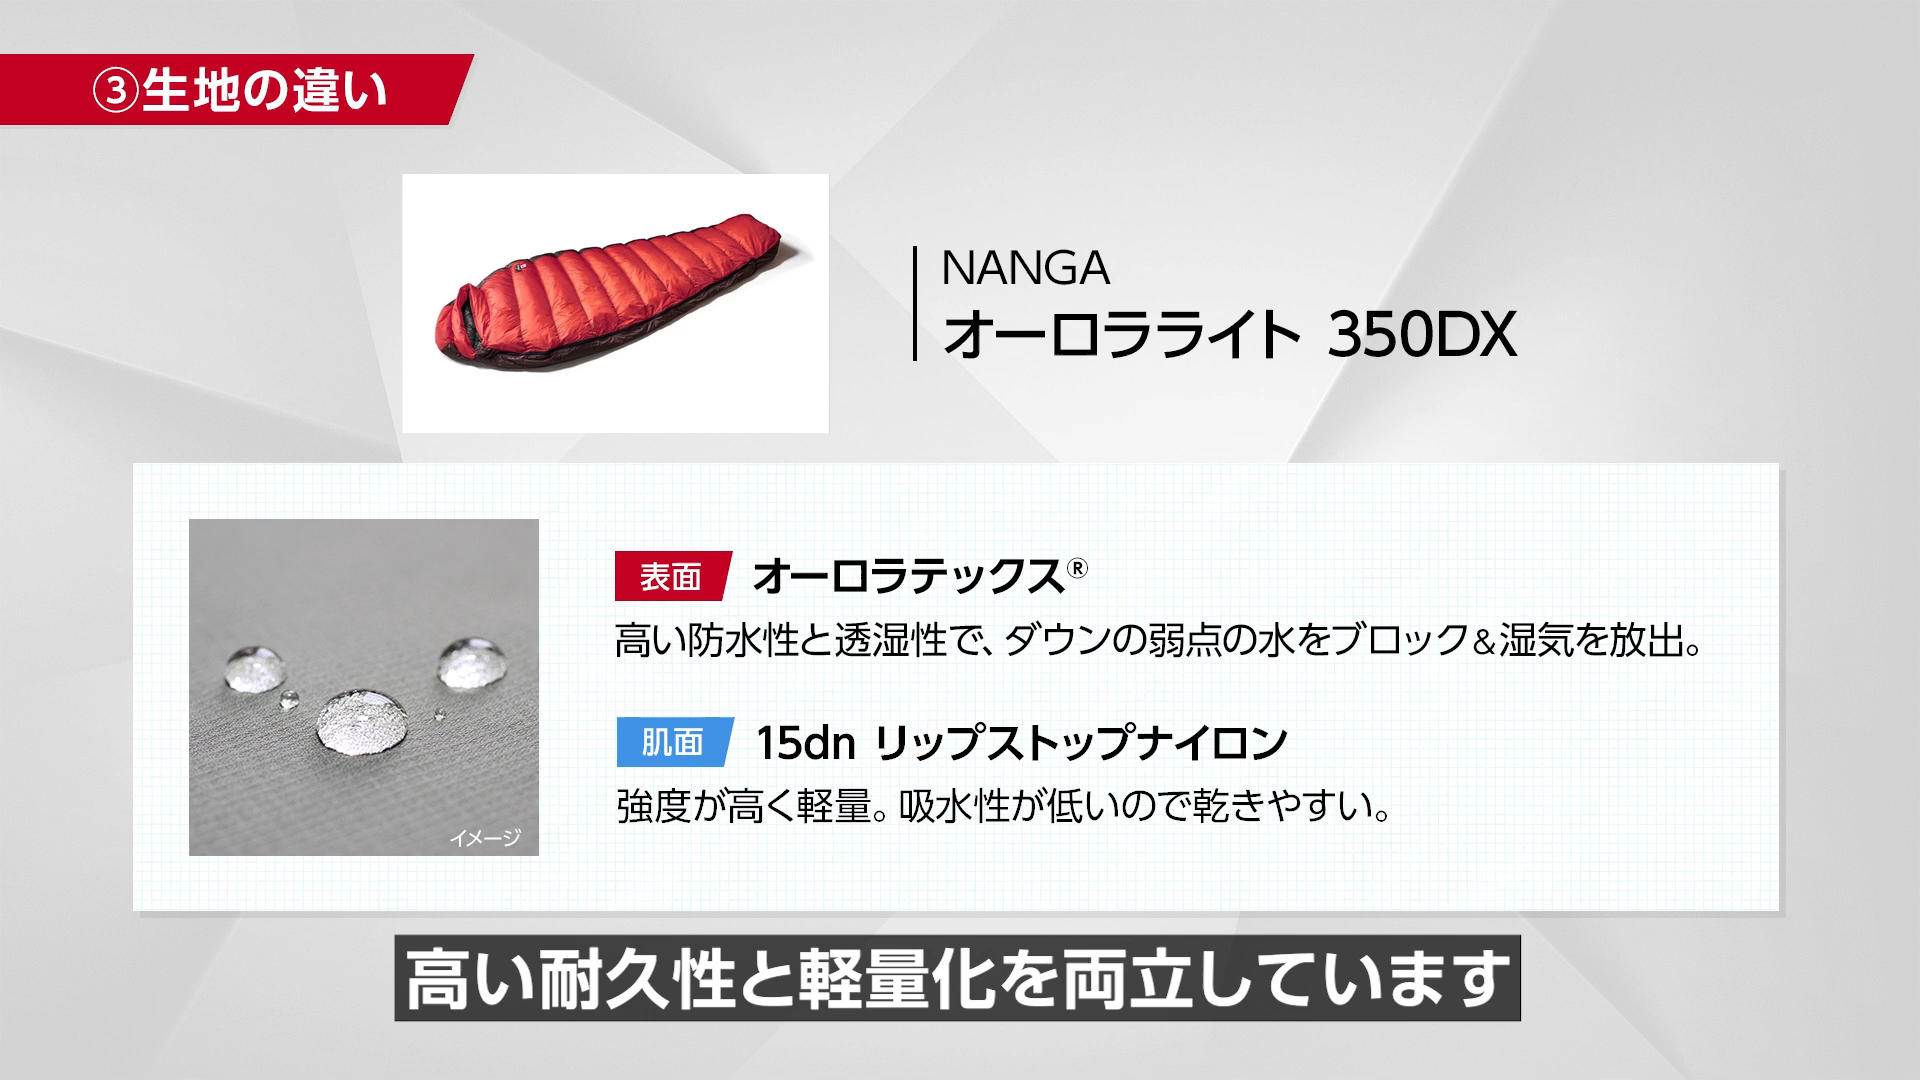 ③生地の違い
NANGA
オーロラライト 350DX
表面 オーロラテックス®
高い防水性と透湿性で、ダウンの弱点の水をブロック&湿気を放出。
肌面 15dn リップストップナイロン
強度が高く軽量。吸水性が低いので乾きやすい。
イメージ
高い耐久性と軽量化を両立しています